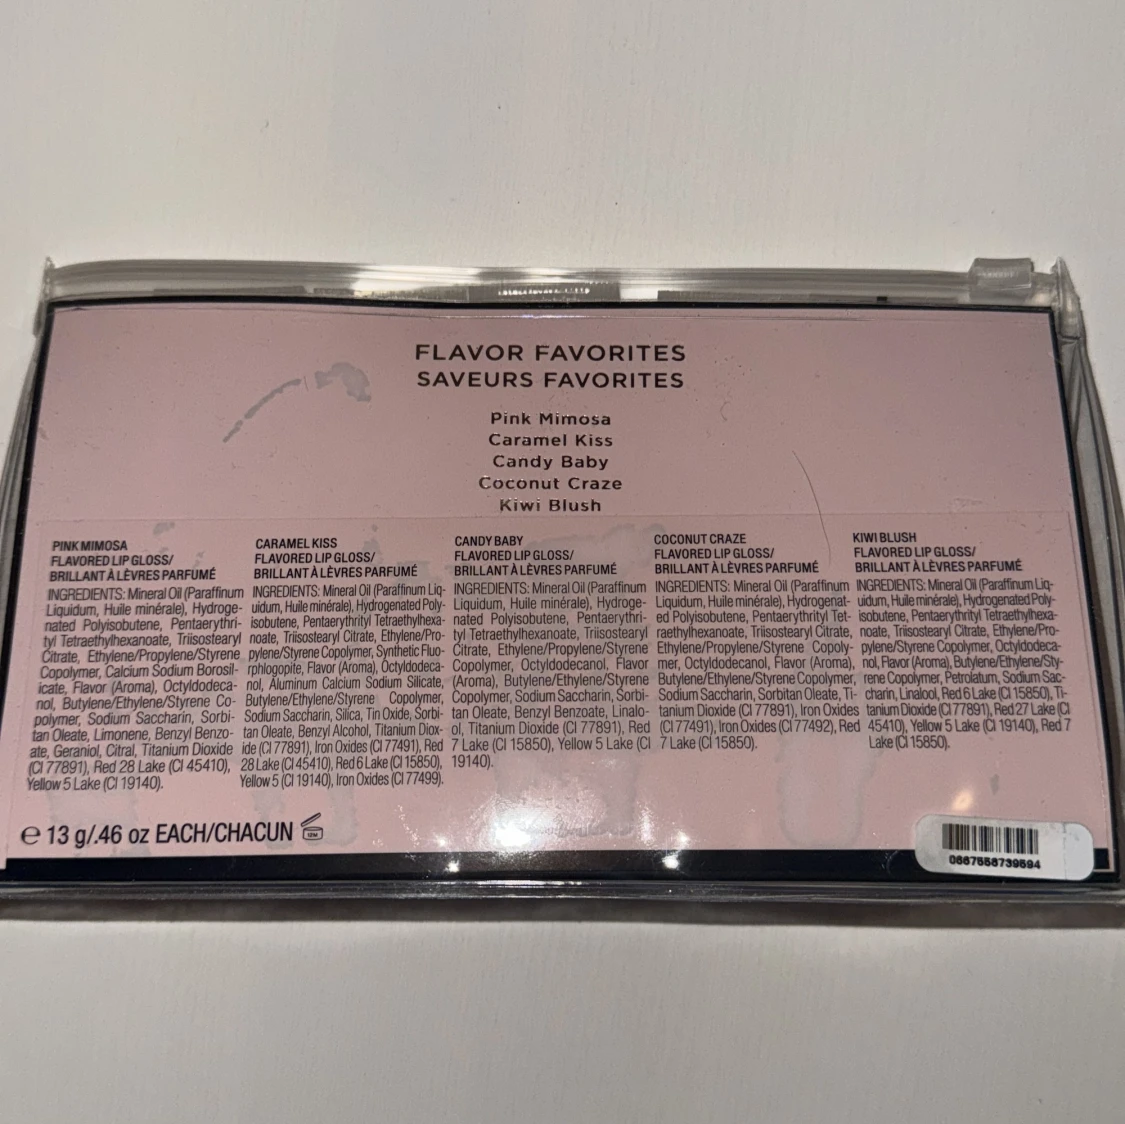 FLAVOR FAVORITES
SAVEURS FAVORITES
Pink Mimosa
Caramel Kiss
Candy Baby
Coconut Craze
Kiwi Blush
PINK MIMOSA
FLAVORED LIP GLOSS/
BRILLANT À LÈVRES PARFUMÉ
INGREDIENTS: Mineral Oil (Paraffinum
Liquidum, Huile minérale), Hydroge-
nated Polyisobutene, Pentaerythri-
tyl Tetraethylhexanoate, Triisostearyl
Citrate, Ethylene/Propylene/Styrene
Copolymer, Calcium Sodium Borosil-
icate, Flavor (Aroma), Octyldodeca-
nol, Butylene/Ethylene/Styrene Co-
polymer, Sodium Saccharin, Sorbi-
tan Oleate, Limonene, Benzyl Benzo-
ate, Geraniol, Citral, Titanium Dioxide
(CI 77891), Red 28 Lake (CI 45410),
Yellow 5 Lake (CI 19140).
CARAMEL KISS
FLAVORED LIP GLOSS/
BRILLANT À LÈVRES PARFUMÉ
INGREDIENTS: Mineral Oil (Paraffinum Liq-
uidum, Huile minérale), Hydrogenated Poly-
isobutene, Pentaerythrityl Tetraethylhexa-
noate, Triisostearyl Citrate, Ethylene/Pro-
pylene/Styrene Copolymer, Synthetic Fluo-
rphlogopite, Flavor (Aroma), Octyldodeca-
nol, Aluminum Calcium Sodium Silicate,
Butylene/Ethylene/Styrene Copolymer,
Sodium Saccharin, Silica, Tin Oxide, Sorbi-
tan Oleate, Benzyl Alcohol, Titanium Diox-
ide (CI 77891), Iron Oxides (CI 77491), Red
28 Lake (CI 45410), Red 6 Lake (CI 15850),
Yellow 5 (CI 19140), Iron Oxides (CI 77499).
CANDY BABY
FLAVORED LIP GLOSS/
BRILLANT À LÈVRES PARFUMÉ
INGREDIENTS: Mineral Oil (Paraffinum
Liquidum, Huile minérale), Hydroge-
nated Polyisobutene, Pentaerythri-
tyl Tetraethylhexanoate, Triisostearyl
Citrate, Ethylene/Propylene/Styrene
Copolymer, Octyldodecanol, Flavor
(Aroma), Butylene/Ethylene/Styrene
Copolymer, Sodium Saccharin, Sorbi-
tan Oleate, Benzyl Benzoate, Linalo-
ol, Titanium Dioxide (CI 77891), Red
7 Lake (CI 15850), Yellow 5 Lake (CI
19140).
COCONUT CRAZE
FLAVORED LIP GLOSS/
BRILLANT À LÈVRES PARFUMÉ
INGREDIENTS: Mineral Oil (Paraffinum
Liquidum, Huile minérale), Hydrogenat-
ed Polyisobutene, Pentaerythrityl Tet-
raethylhexanoate, Triisostearyl Citrate,
Ethylene/Propylene/Styrene Copoly-
mer, Octyldodecanol, Flavor (Aroma),
Butylene/Ethylene/Styrene Copolymer,
Sodium Saccharin, Sorbitan Oleate, Ti-
tanium Dioxide (CI 77891), Iron Oxides
(CI 77491), Iron Oxides (CI 77492), Red
7 Lake (CI 15850).
KIWI BLUSH
FLAVORED LIP GLOSS/
BRILLANT À LÈVRES PARFUMÉ
INGREDIENTS: Mineral Oil (Paraffinum Liq-
uidum, Huile minérale), Hydrogenated Poly-
isobutene, Pentaerythrityl Tetraethylhexa-
noate, Triisostearyl Citrate, Ethylene/Pro-
pylene/Styrene Copolymer, Octyldodeca-
nol, Flavor (Aroma), Butylene/Ethylene/Sty-
rene Copolymer, Petrolatum, Sodium Sac-
charin, Linalool, Red 6 Lake (CI 15850), Ti-
tanium Dioxide (CI 77891), Red 27 Lake (CI
45410), Yellow 5 Lake (CI 19140), Red 7
Lake (CI 15850).
℮ 13 g/.46 oz EACH/CHACUN 12M
0667558739594